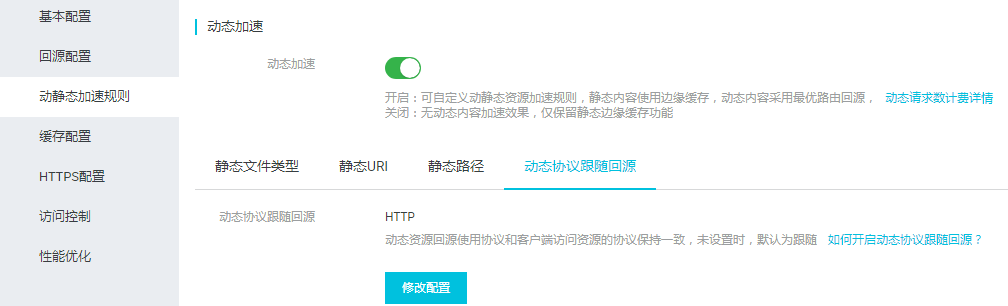 基本配置
回源配置
动静态加速规则
缓存配置
HTTPS配置
访问控制
性能优化
动态加速
动态加速
开启：可自定义动静态资源加速规则，静态内容使用边缘缓存，动态内容采用最优路由回源， 动态请求数计费详情
关闭：无动态内容加速效果，仅保留静态边缘缓存功能
静态文件类型 静态URI 静态路径 动态协议跟随回源
动态协议跟随回源 HTTP
动态资源回源使用协议和客户端访问资源的协议保持一致，未设置时，默认为跟随 如何开启动态协议跟随回源？
修改配置